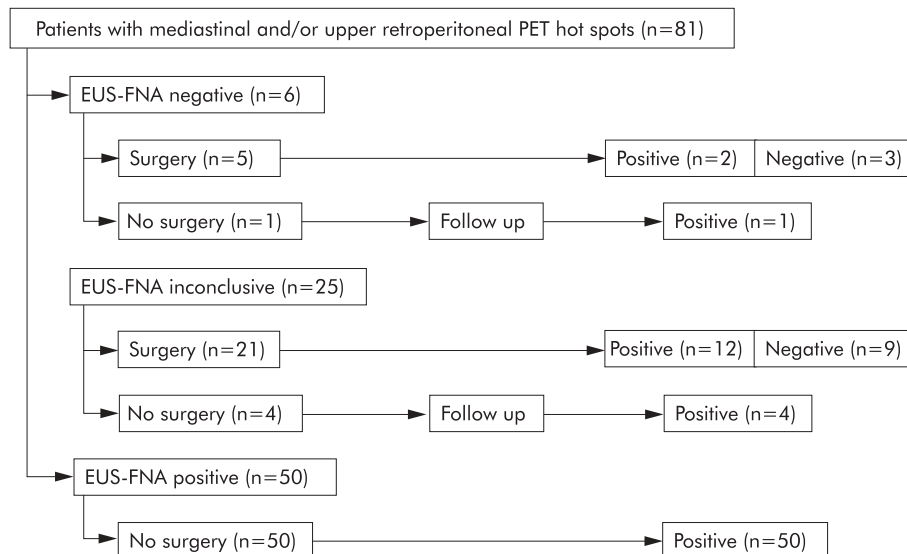 Patients with mediastinal and/or upper retroperitoneal PET hot spots (n=81)
EUS-FNA negative (n=6)
Surgery (n=5) Positive (n=2) Negative (n=3)
No surgery (n=1) Follow up Positive (n=1)
EUS-FNA inconclusive (n=25)
Surgery (n=21) Positive (n=12) Negative (n=9)
No surgery (n=4) Follow up Positive (n=4)
EUS-FNA positive (n=50)
No surgery (n=50) Positive (n=50)